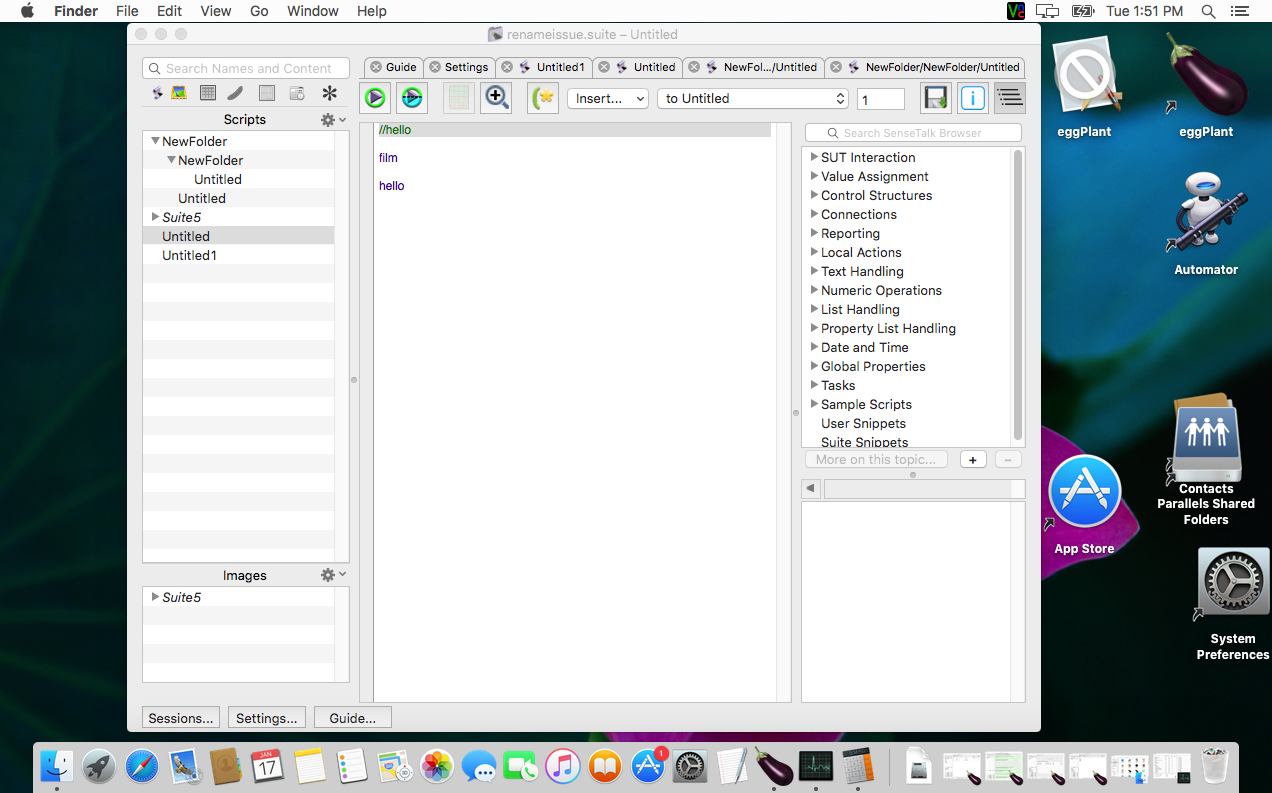 Finder File Edit View Go Window Help Tue 1:51 PM
renameissue.suite – Untitled
Search Names and Content
Guide Settings Untitled1 Untitled NewFol.../Untitled NewFolder/NewFolder/Untitled
Insert... to Untitled 1
Scripts
NewFolder
NewFolder
Untitled
Untitled
Suite5
Untitled
Untitled1
Images
Suite5
Sessions... Settings... Guide...
//hello
film
hello
Search SenseTalk Browser
SUT Interaction
Value Assignment
Control Structures
Connections
Reporting
Local Actions
Text Handling
Numeric Operations
List Handling
Property List Handling
Date and Time
Global Properties
Tasks
Sample Scripts
User Snippets
Suite Snippets
More on this topic... + −
eggPlant
eggPlant
Automator
Contacts
Parallels Shared
Folders
App Store
System
Preferences
JAN
17
1